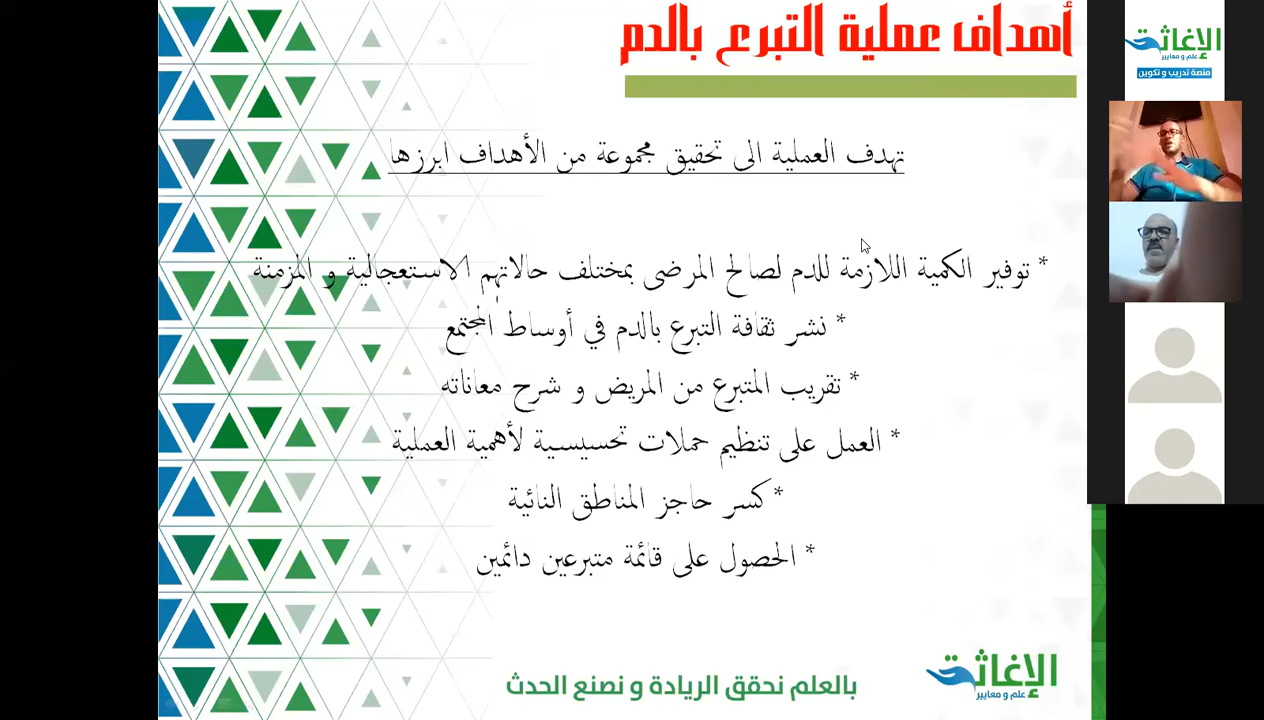 أهداف عملية التبرع بالدم
تهدف العملية الى تحقيق مجموعة من الأهداف ابرزها
* توفير الكمية اللازمة للدم لصالح المرضى بمختلف حالاتهم الاستعجالية و المزمنة
* نشر ثقافة التبرع بالدم في أوساط المجتمع
* تقريب المتبرع من المريض و شرح معاناته
* العمل على تنظيم حملات تحسيسية لأهمية العملية
* كسر حاجز المناطق النائية
* الحصول على قائمة متبرعين دائمين
بالعلم نحقق الريادة و نصنع الحدث
الإغاثة
علم و معايير
الإغاثة
علم و معايير
منصة تدريب و تكوين